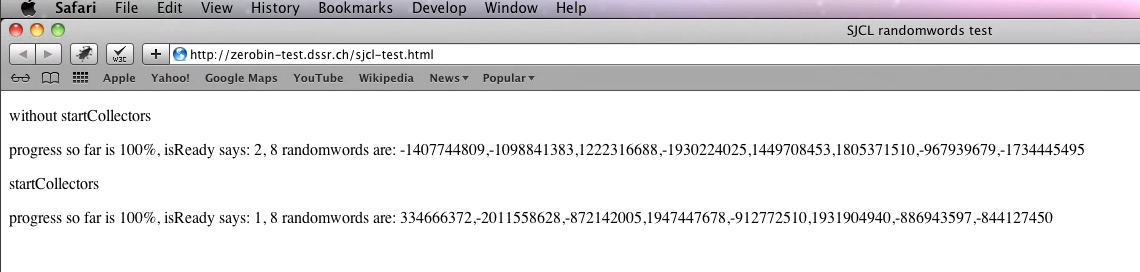 Safari File Edit View History Bookmarks Develop Window Help
SJCL randomwords test
W3C http://zerobin-test.dssr.ch/sjcl-test.html
Apple Yahoo! Google Maps YouTube Wikipedia News Popular
without startCollectors
progress so far is 100%, isReady says: 2, 8 randomwords are: -1407744809,-1098841383,1222316688,-1930224025,1449708453,1805371510,-967939679,-1734445495
startCollectors
progress so far is 100%, isReady says: 1, 8 randomwords are: 334666372,-2011558628,-872142005,1947447678,-912772510,1931904940,-886943597,-844127450